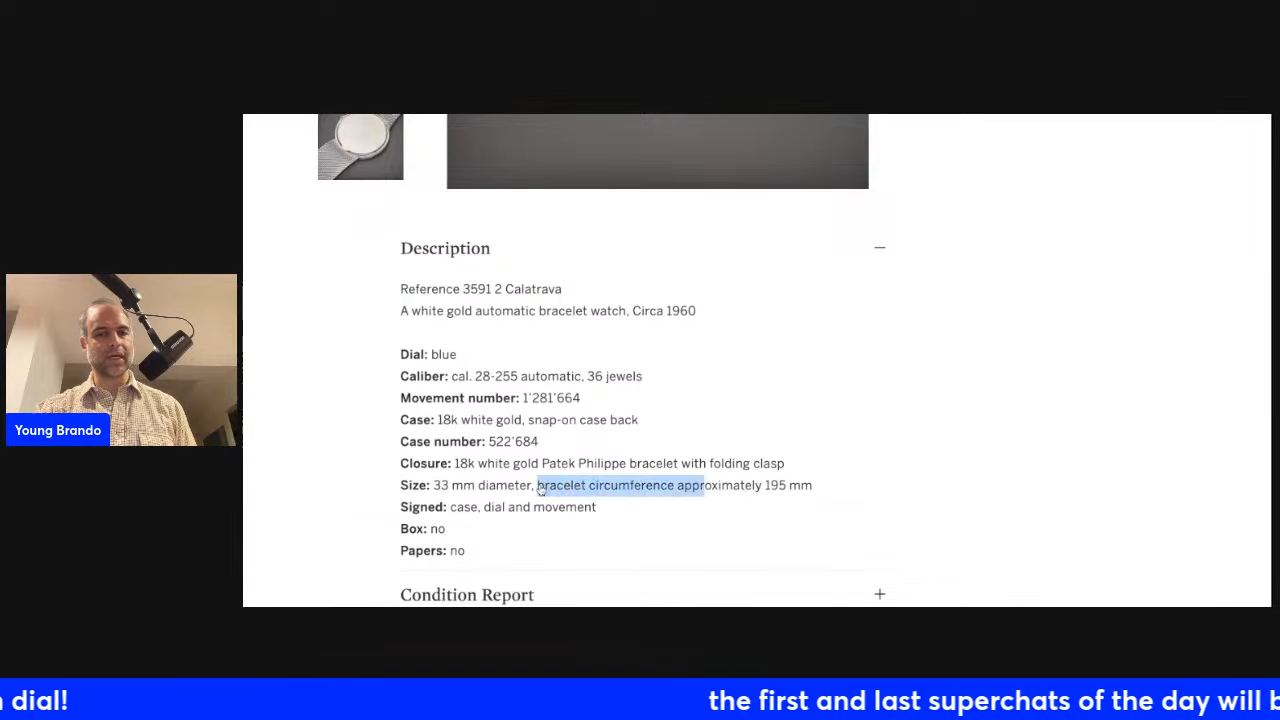 Description
Reference 3591 2 Calatrava
A white gold automatic bracelet watch, Circa 1960
Dial: blue
Caliber: cal. 28-255 automatic, 36 jewels
Movement number: 1'281'664
Case: 18k white gold, snap-on case back
Case number: 522'684
Closure: 18k white gold Patek Philippe bracelet with folding clasp
Size: 33 mm diameter, bracelet circumference approximately 195 mm
Signed: case, dial and movement
Box: no
Papers: no
Condition Report
Young Brando
dial! the first and last superchats of the day will